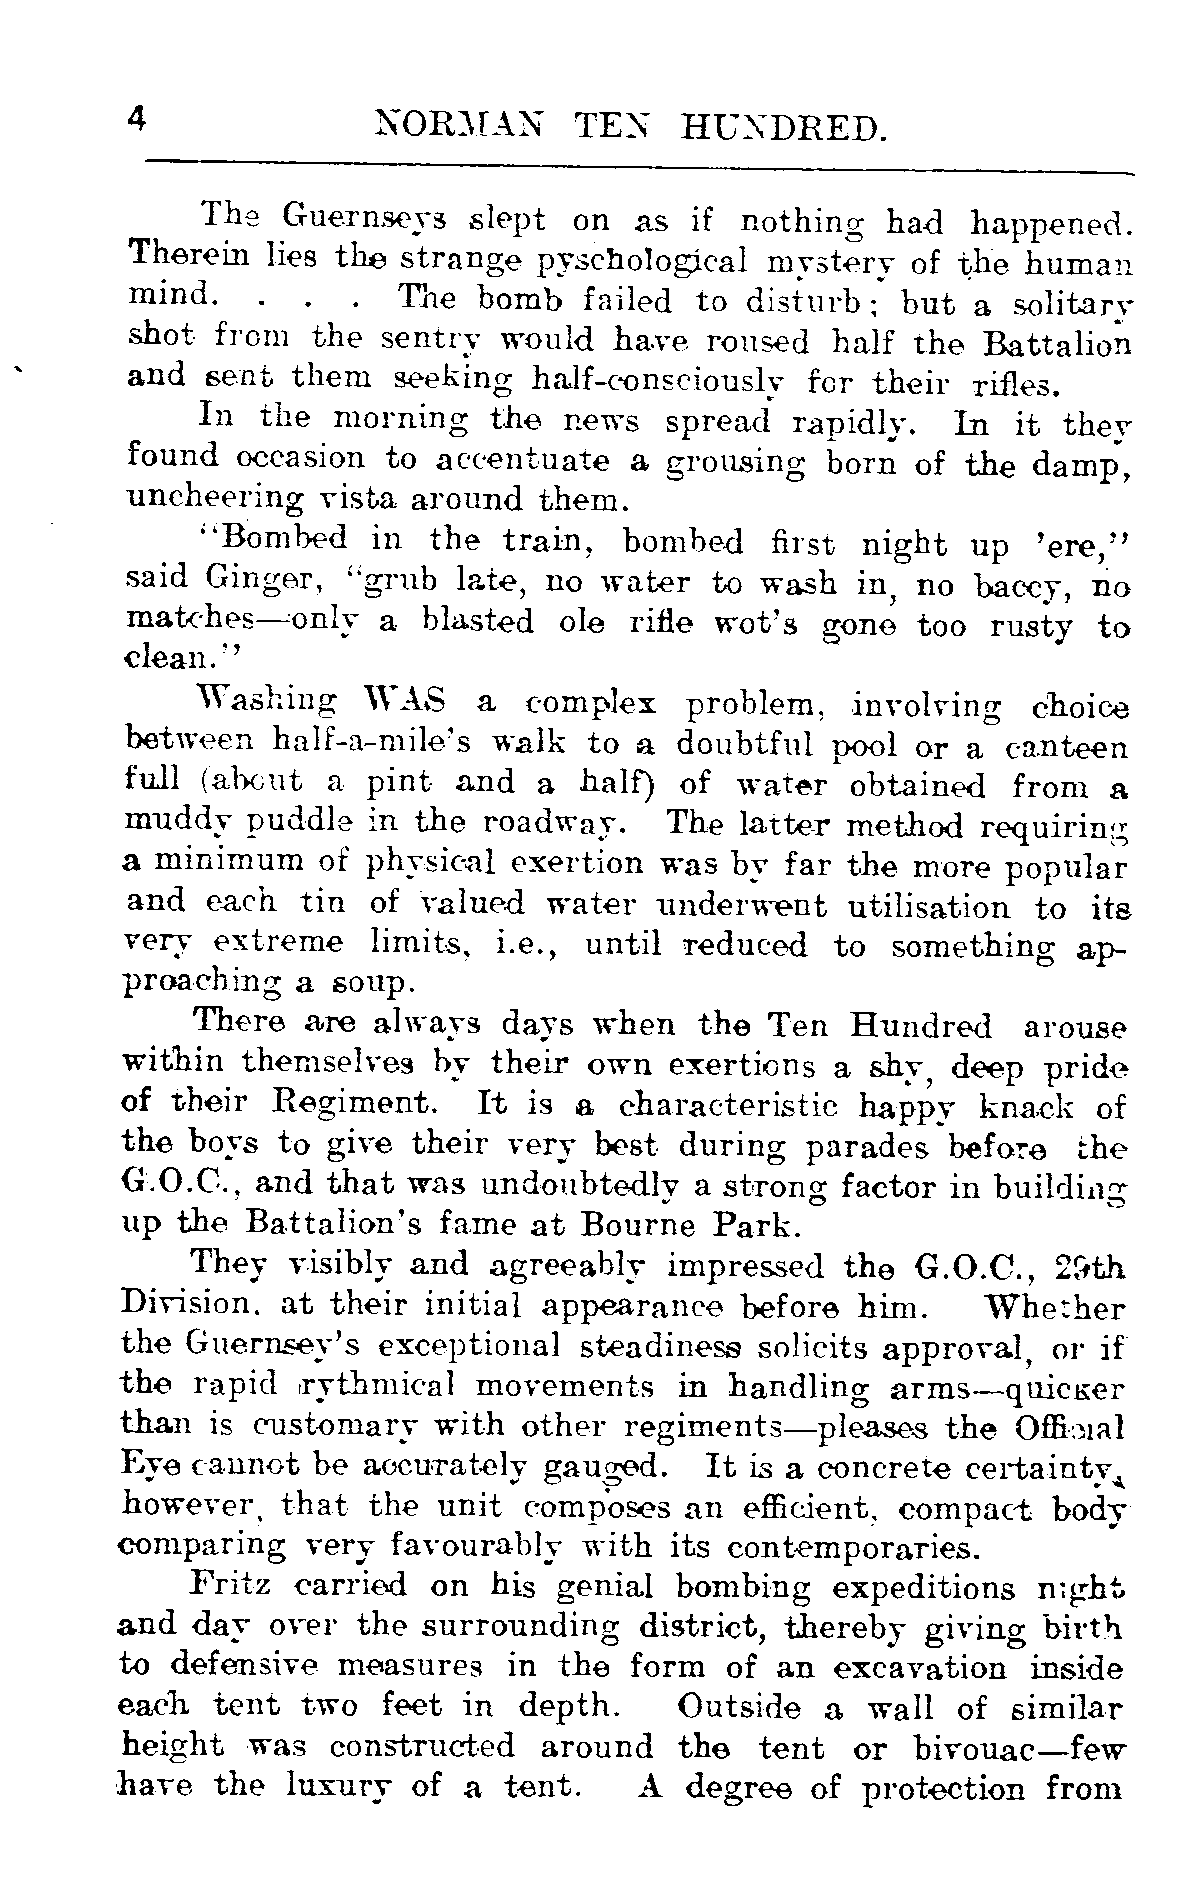 4 NORMAN TEN HUNDRED.
The Guernseys slept on as if nothing had happened.
Therein lies the strange pyschological mystery of the human
mind. . . . The bomb failed to disturb; but a solitary
shot from the sentry would have roused half the Battalion
and sent them seeking half-consciously for their rifles.
In the morning the news spread rapidly. In it they
found occasion to accentuate a grousing born of the damp,
uncheering vista around them.
"Bombed in the train, bombed first night up 'ere,"
said Ginger, "grub late, no water to wash in, no baccy, no
matches—only a blasted ole rifle wot's gone too rusty to
clean."
Washing WAS a complex problem, involving choice
between half-a-mile's walk to a doubtful pool or a canteen
full (about a pint and a half) of water obtained from a
muddy puddle in the roadway. The latter method requiring
a minimum of physical exertion was by far the more popular
and each tin of valued water underwent utilisation to its
very extreme limits, i.e., until reduced to something ap-
proaching a soup.
There are always days when the Ten Hundred arouse
within themselves by their own exertions a shy, deep pride
of their Regiment. It is a characteristic happy knack of
the boys to give their very best during parades before the
G.O.C., and that was undoubtedly a strong factor in building
up the Battalion's fame at Bourne Park.
They visibly and agreeably impressed the G.O.C., 29th
Division, at their initial appearance before him. Whether
the Guernsey's exceptional steadiness solicits approval, or if
the rapid rythmical movements in handling arms—quicker
than is customary with other regiments—pleases the Official
Eye cannot be accurately gauged. It is a concrete certainty,
however, that the unit composes an efficient, compact body
comparing very favourably with its contemporaries.
Fritz carried on his genial bombing expeditions night
and day over the surrounding district, thereby giving birth
to defensive measures in the form of an excavation inside
each tent two feet in depth. Outside a wall of similar
height was constructed around the tent or bivouac—few
have the luxury of a tent. A degree of protection from